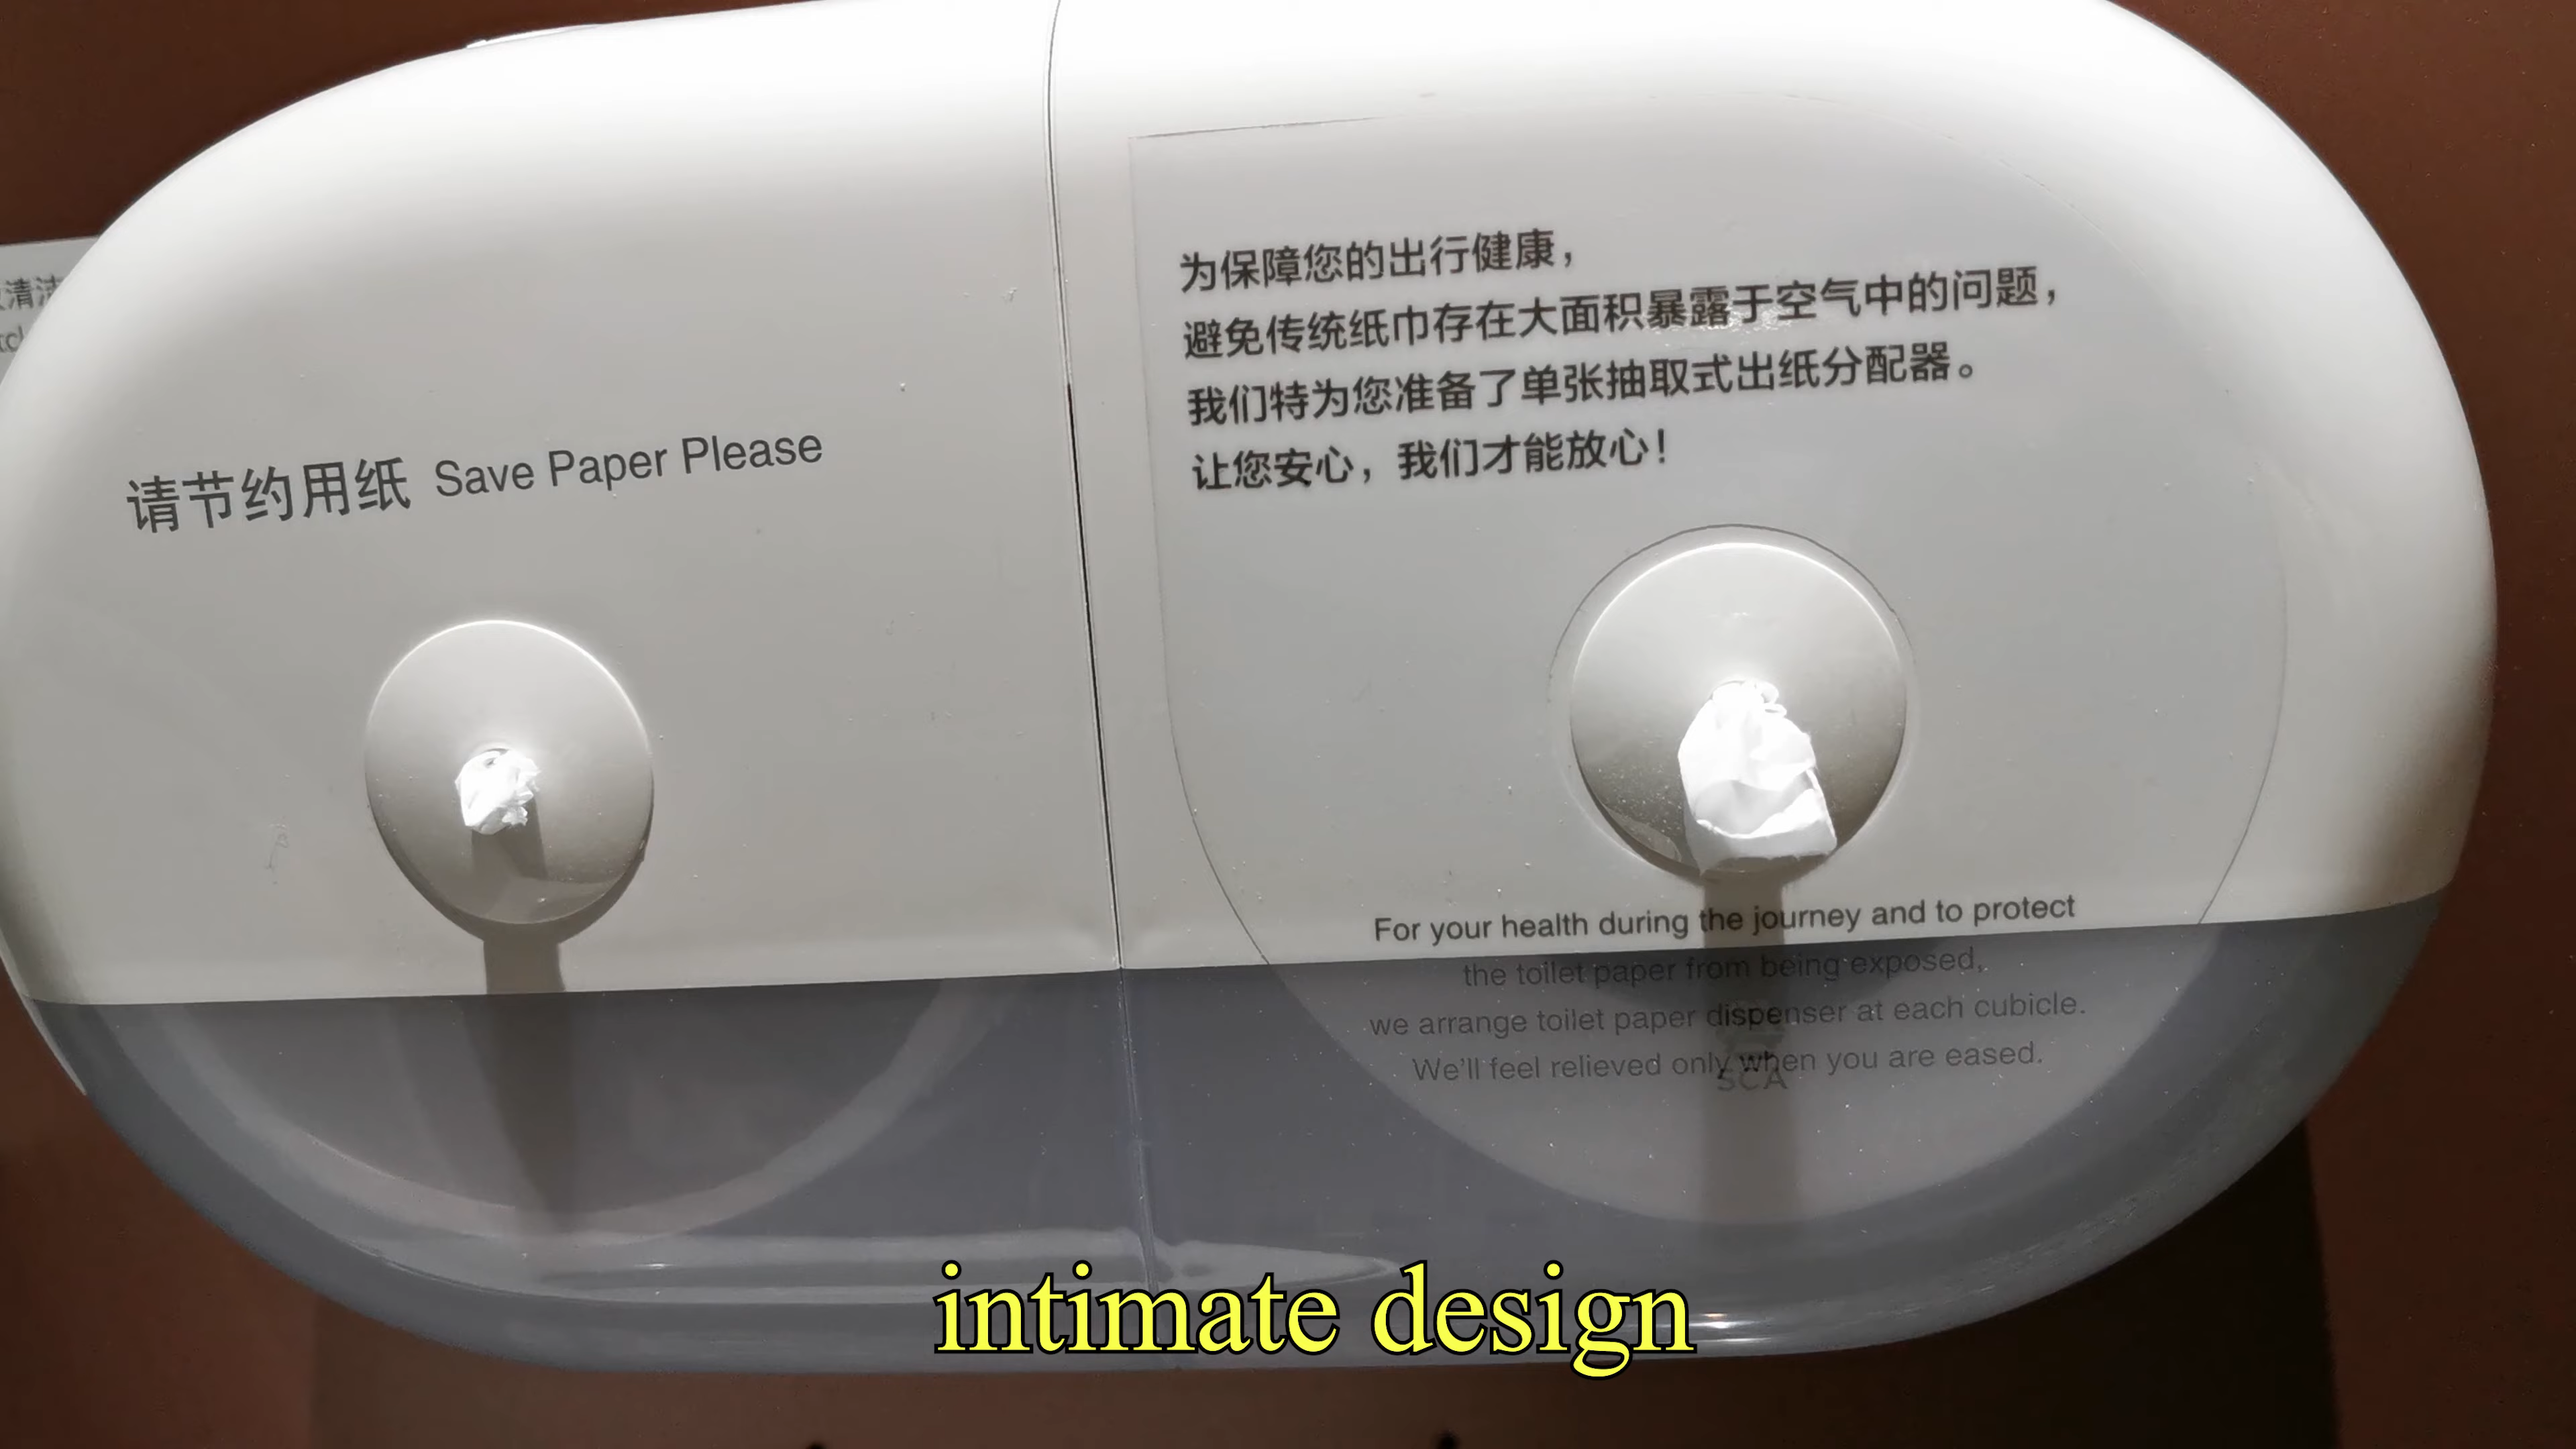 请节约用纸 Save Paper Please
为保障您的出行健康，
避免传统纸巾存在大面积暴露于空气中的问题，
我们特为您准备了单张抽取式出纸分配器。
让您安心，我们才能放心！
For your health during the journey and to protect
the toilet paper from being exposed,
we arrange toilet paper dispenser at each cubicle.
We'll feel relieved only when you are eased.
SCA
清洁
intimate design